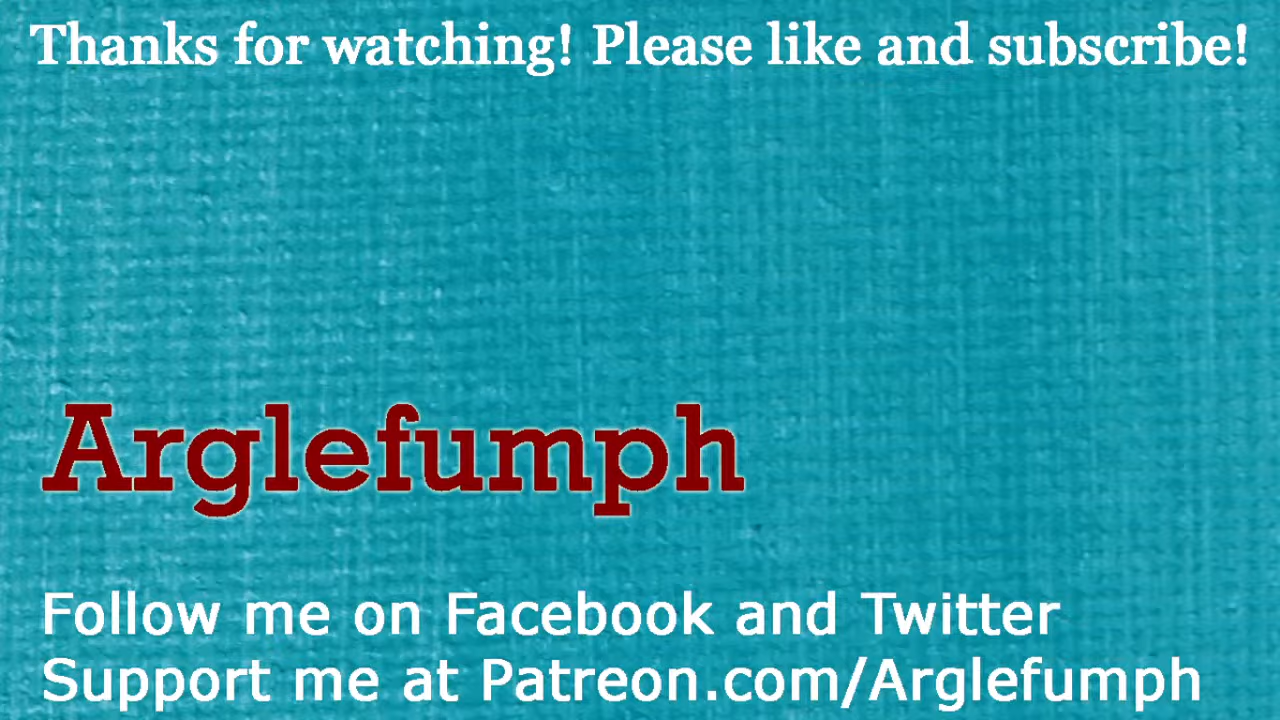 Thanks for watching! Please like and subscribe!
Arglefumph
Follow me on Facebook and Twitter
Support me at Patreon.com/Arglefumph